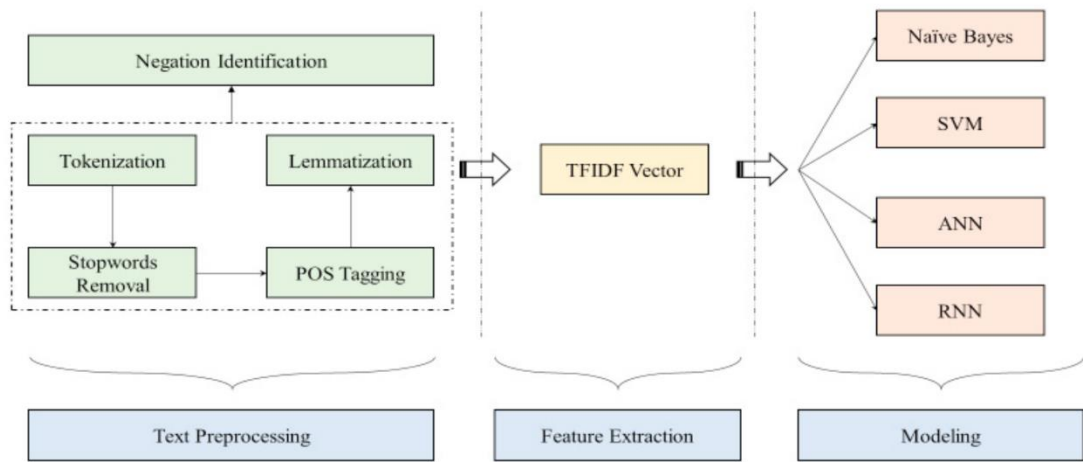 Negation Identification
Tokenization
Lemmatization
Stopwords
Removal
POS Tagging
TFIDF Vector
Naïve Bayes
SVM
ANN
RNN
Text Preprocessing
Feature Extraction
Modeling